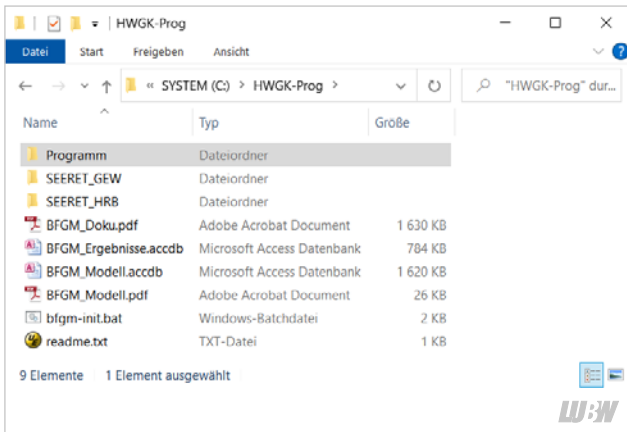 HWGK-Prog
Datei Start Freigeben Ansicht
« SYSTEM (C:) > HWGK-Prog > "HWGK-Prog" dur...
Name Typ Größe
Programm Dateiordner
SEERET_GEW Dateiordner
SEERET_HRB Dateiordner
BFGM_Doku.pdf Adobe Acrobat Document 1 630 KB
BFGM_Ergebnisse.accdb Microsoft Access Datenbank 784 KB
BFGM_Modell.accdb Microsoft Access Datenbank 1 620 KB
BFGM_Modell.pdf Adobe Acrobat Document 26 KB
bfgm-init.bat Windows-Batchdatei 2 KB
readme.txt TXT-Datei 1 KB
9 Elemente 1 Element ausgewählt
WBW